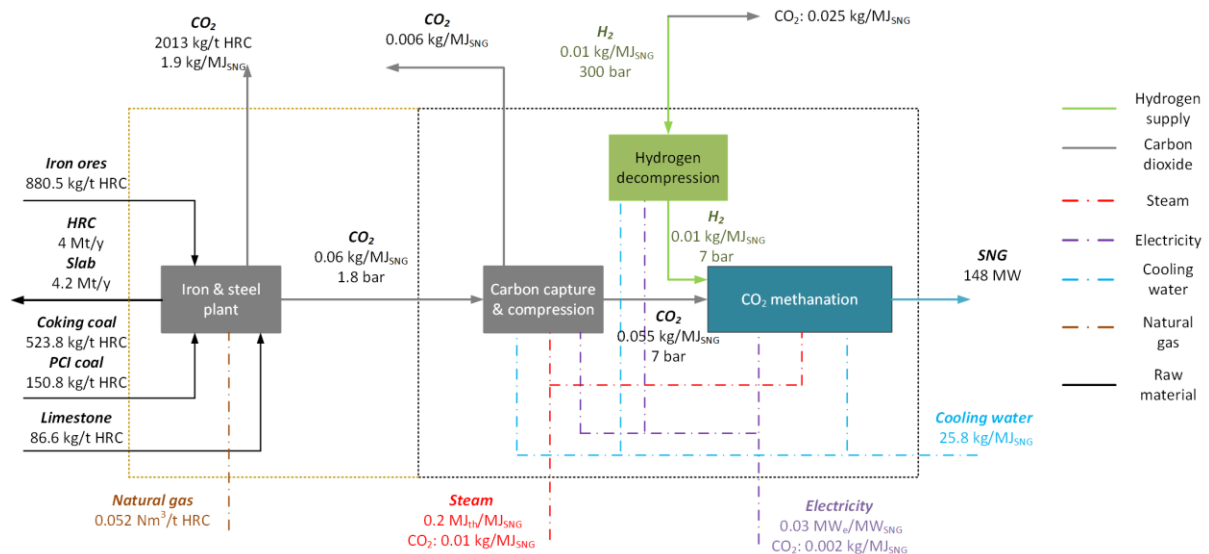 CO₂
2013 kg/t HRC
1.9 kg/MJSNG
CO₂
0.006 kg/MJSNG
H₂
0.01 kg/MJSNG
300 bar
CO₂: 0.025 kg/MJSNG
Hydrogen
supply
Carbon
dioxide
Steam
Electricity
Cooling
water
Natural
gas
Raw
material
Iron ores
880.5 kg/t HRC
HRC
4 Mt/y
Slab
4.2 Mt/y
Coking coal
523.8 kg/t HRC
PCI coal
150.8 kg/t HRC
Limestone
86.6 kg/t HRC
Iron & steel
plant
CO₂
0.06 kg/MJSNG
1.8 bar
Carbon capture
& compression
Hydrogen
decompression
H₂
0.01 kg/MJSNG
7 bar
CO₂
0.055 kg/MJSNG
7 bar
CO₂ methanation
SNG
148 MW
Cooling water
25.8 kg/MJSNG
Natural gas
0.052 Nm³/t HRC
Steam
0.2 MJth/MJSNG
CO₂: 0.01 kg/MJSNG
Electricity
0.03 MWe/MWSNG
CO₂: 0.002 kg/MJSNG